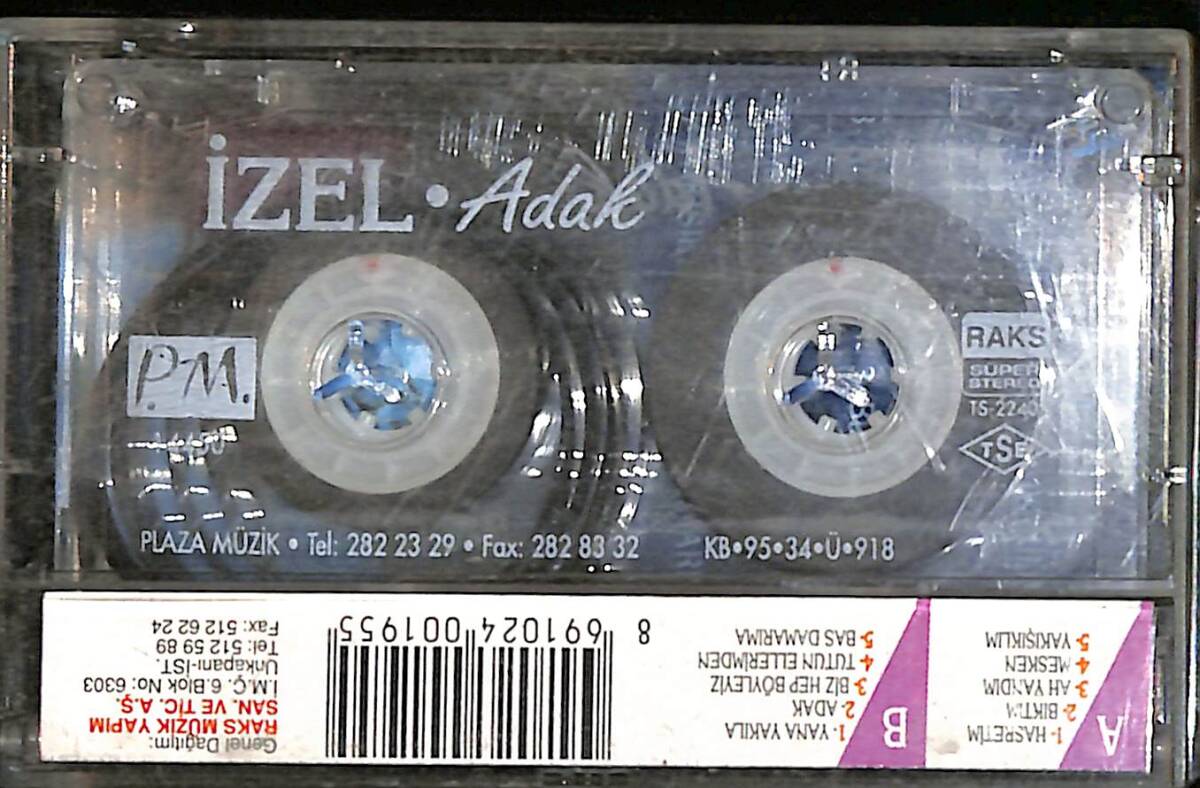 İZEL • Adak
P.M.
RAKS
SÜPER
STEREO
TS-2240
TSE
PLAZA MÜZİK • Tel: 282 23 29 • Fax: 282 83 32
KB•95•34•Ü•918
A
1- HASRETİM
2- BIKTIM
3- AH YANDIM
4- MESKEN
5- YAKIŞIKLIM
B
1- YANA YAKILA
2- ADAK
3- BİZ HEP BÖYLEYİZ
4- TUTUN ELLERİMDEN
5- BAS DAMARIMA
8 691024 001955
Genel Dağıtım:
RAKS MÜZİK YAPIM
SAN. VE TİC. A.Ş.
I.M.Ç. 6.Blok No: 6303
Unkapanı-IST.
Tel: 512 59 89
Fax: 512 62 24